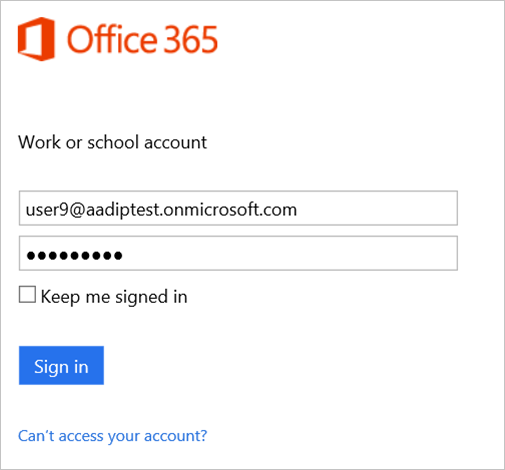 Office 365
Work or school account
user9@aadiptest.onmicrosoft.com
●●●●●●●●●
Keep me signed in
Sign in
Can't access your account?